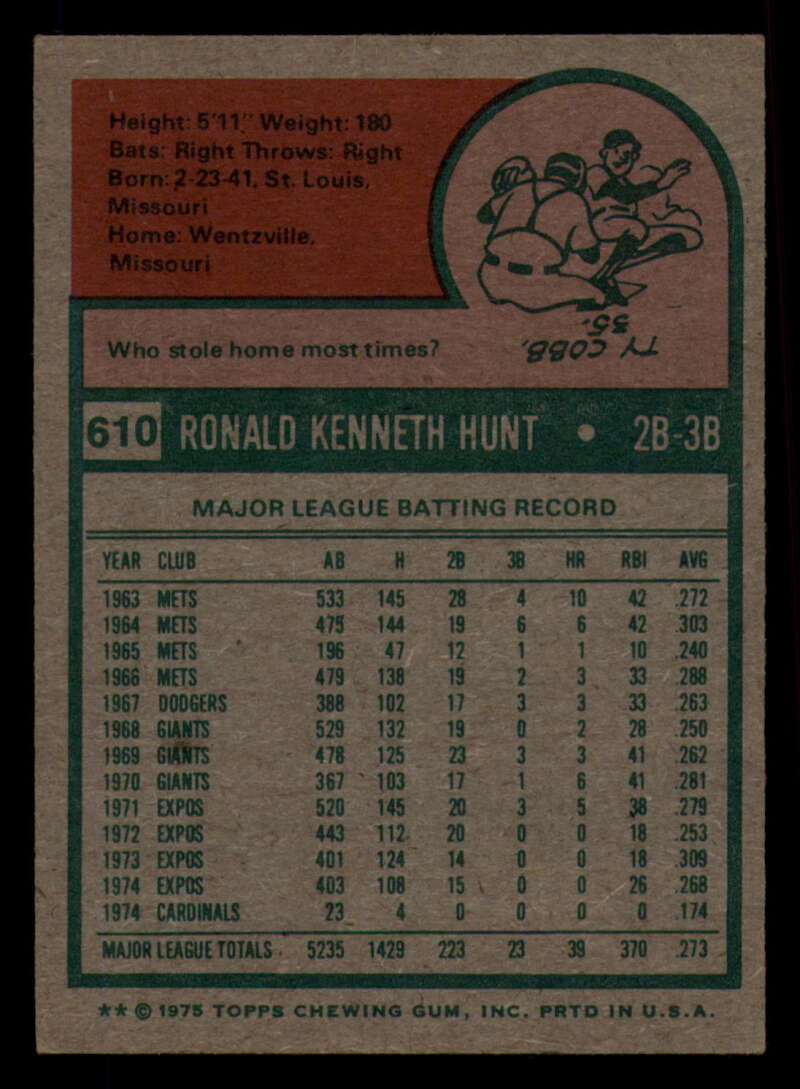 Height: 5'11" Weight: 180
Bats: Right Throws: Right
Born: 2-23-41, St. Louis,
Missouri
Home: Wentzville,
Missouri
Who stole home most times?
TY COBB,
35.
610 RONALD KENNETH HUNT • 2B-3B
MAJOR LEAGUE BATTING RECORD
YEAR CLUB AB H 2B 3B HR RBI AVG
1963 METS 533 145 28 4 10 42 .272
1964 METS 475 144 19 6 6 42 .303
1965 METS 196 47 12 1 1 10 .240
1966 METS 479 138 19 2 3 33 .288
1967 DODGERS 388 102 17 3 3 33 .263
1968 GIANTS 529 132 19 0 2 28 .250
1969 GIANTS 478 125 23 3 3 41 .262
1970 GIANTS 367 103 17 1 6 41 .281
1971 EXPOS 520 145 20 3 5 38 .279
1972 EXPOS 443 112 20 0 0 18 .253
1973 EXPOS 401 124 14 0 0 18 .309
1974 EXPOS 403 108 15 0 0 26 .268
1974 CARDINALS 23 4 0 0 0 0 .174
MAJOR LEAGUE TOTALS 5235 1429 223 23 39 370 .273
** © 1975 TOPPS CHEWING GUM, INC. PRTD IN U.S.A.